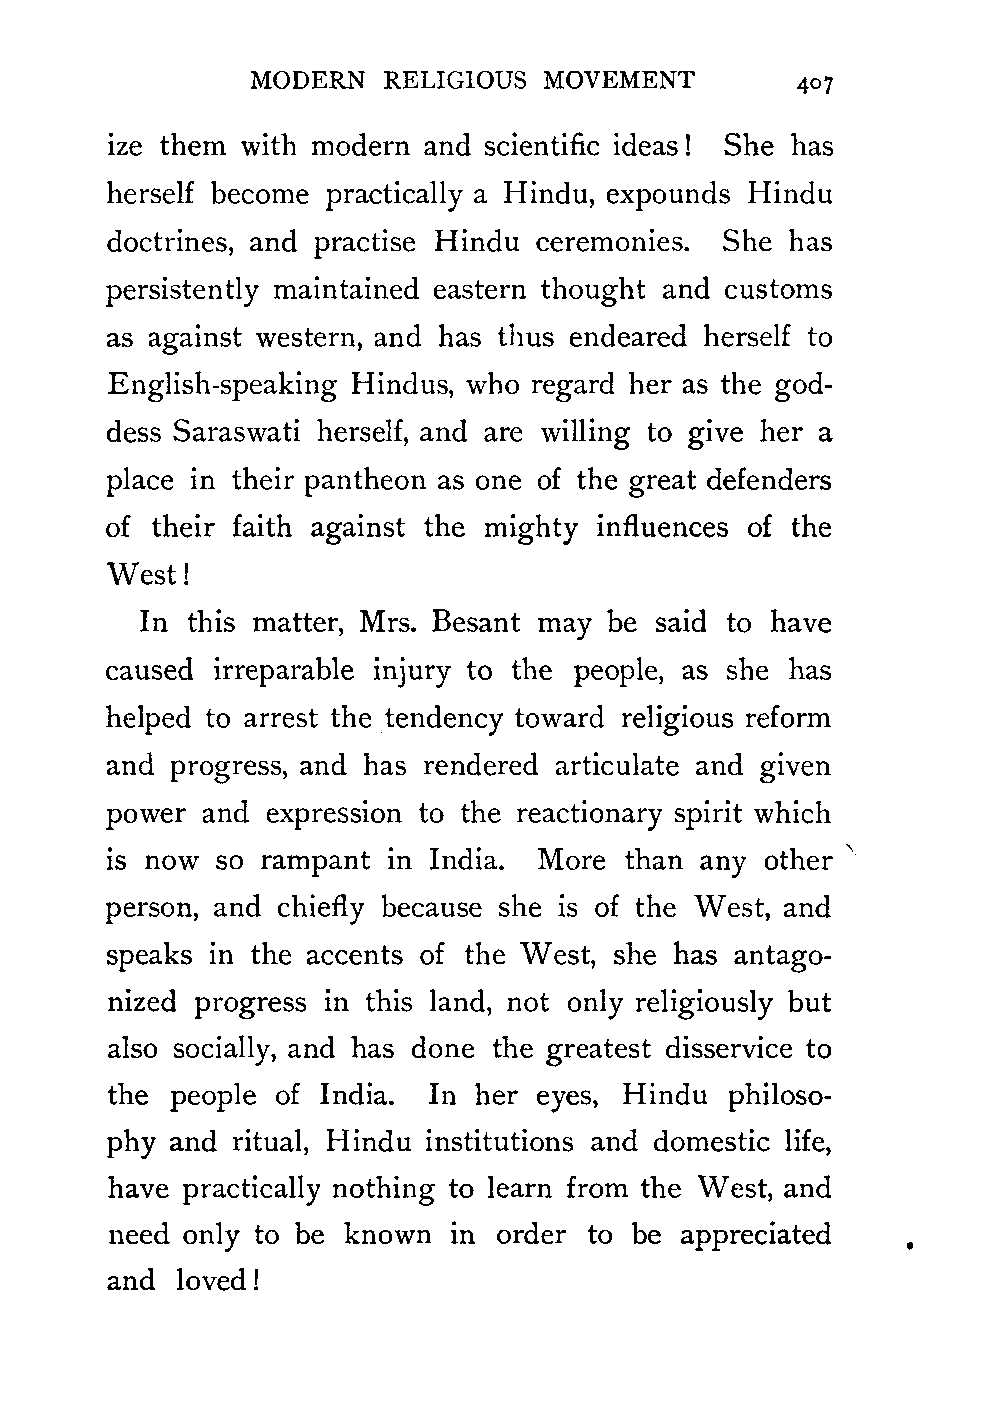 MODERN RELIGIOUS MOVEMENT 407
ize them with modern and scientific ideas! She has
herself become practically a Hindu, expounds Hindu
doctrines, and practise Hindu ceremonies. She has
persistently maintained eastern thought and customs
as against western, and has thus endeared herself to
English-speaking Hindus, who regard her as the god-
dess Saraswati herself, and are willing to give her a
place in their pantheon as one of the great defenders
of their faith against the mighty influences of the
West!
In this matter, Mrs. Besant may be said to have
caused irreparable injury to the people, as she has
helped to arrest the tendency toward religious reform
and progress, and has rendered articulate and given
power and expression to the reactionary spirit which
is now so rampant in India. More than any other
person, and chiefly because she is of the West, and
speaks in the accents of the West, she has antago-
nized progress in this land, not only religiously but
also socially, and has done the greatest disservice to
the people of India. In her eyes, Hindu philoso-
phy and ritual, Hindu institutions and domestic life,
have practically nothing to learn from the West, and
need only to be known in order to be appreciated
and loved!